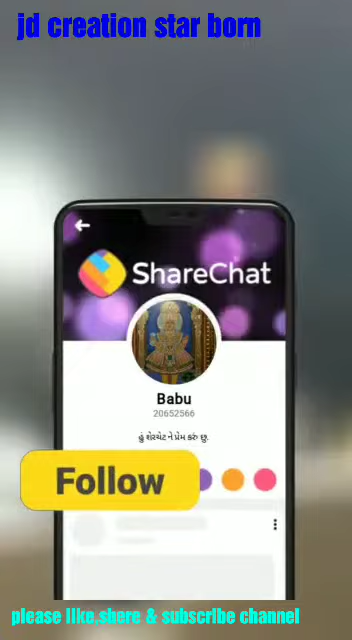 jd creation star born
ShareChat
Babu
20652566
હું શેરચેટ ને પ્રેમ કરું છું.
Follow
please like,shere & subscribe channel